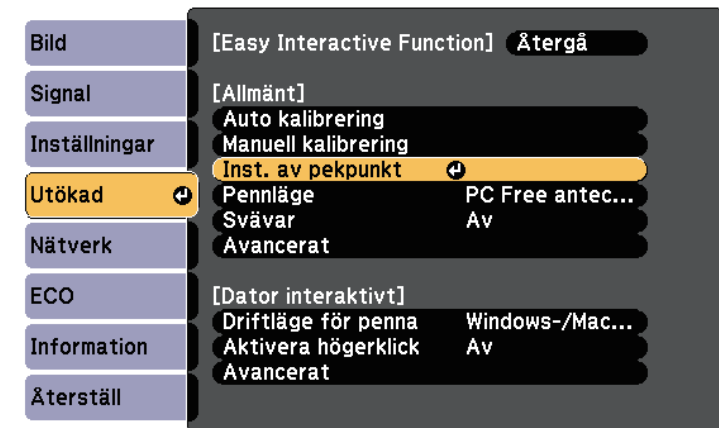 Bild
Signal
Inställningar
Utökad
Nätverk
ECO
Information
Återställ
[Easy Interactive Function] Återgå
[Allmänt]
Auto kalibrering
Manuell kalibrering
Inst. av pekpunkt
Pennläge PC Free antec...
Svävar Av
Avancerat
[Dator interaktivt]
Driftläge för penna Windows-/Mac...
Aktivera högerklick Av
Avancerat